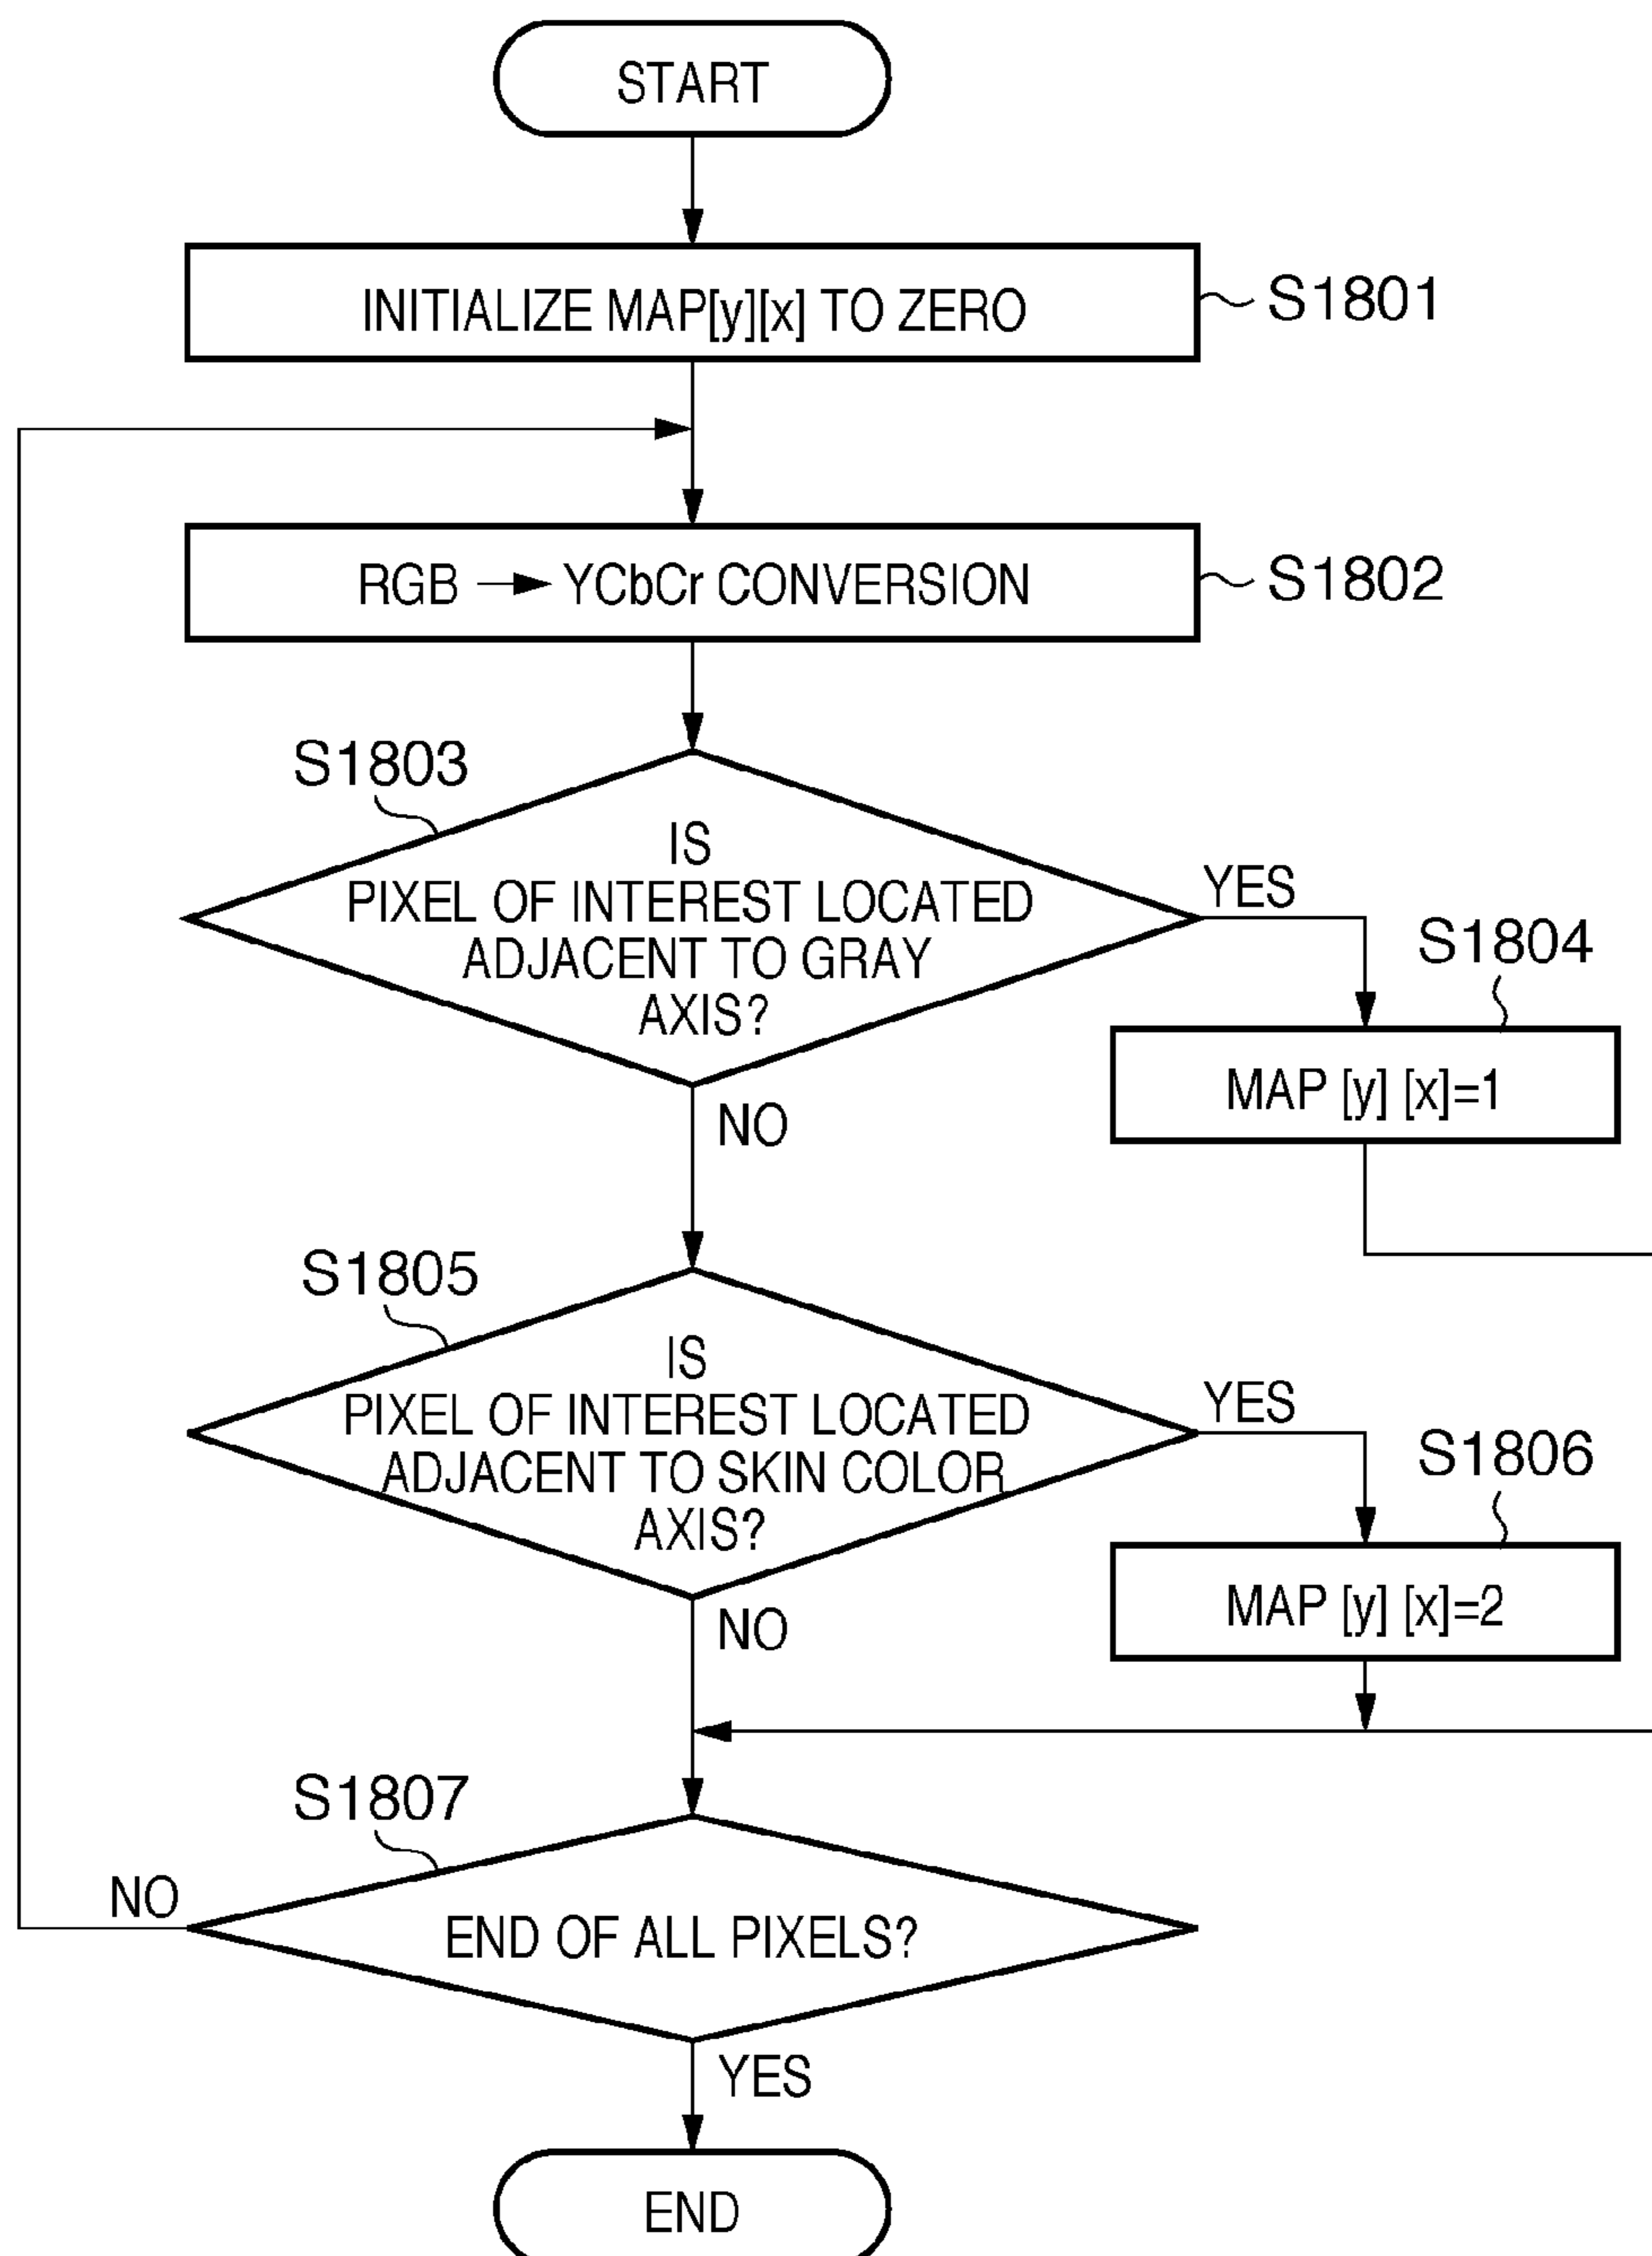 START
INITIALIZE MAP[y][x] TO ZERO
S1801
RGB → YCbCr CONVERSION
S1802
S1803
IS
PIXEL OF INTEREST LOCATED
ADJACENT TO GRAY
AXIS?
YES
S1804
MAP [y] [x]=1
NO
S1805
IS
PIXEL OF INTEREST LOCATED
ADJACENT TO SKIN COLOR
AXIS?
YES
S1806
MAP [y] [x]=2
NO
S1807
NO
END OF ALL PIXELS?
YES
END